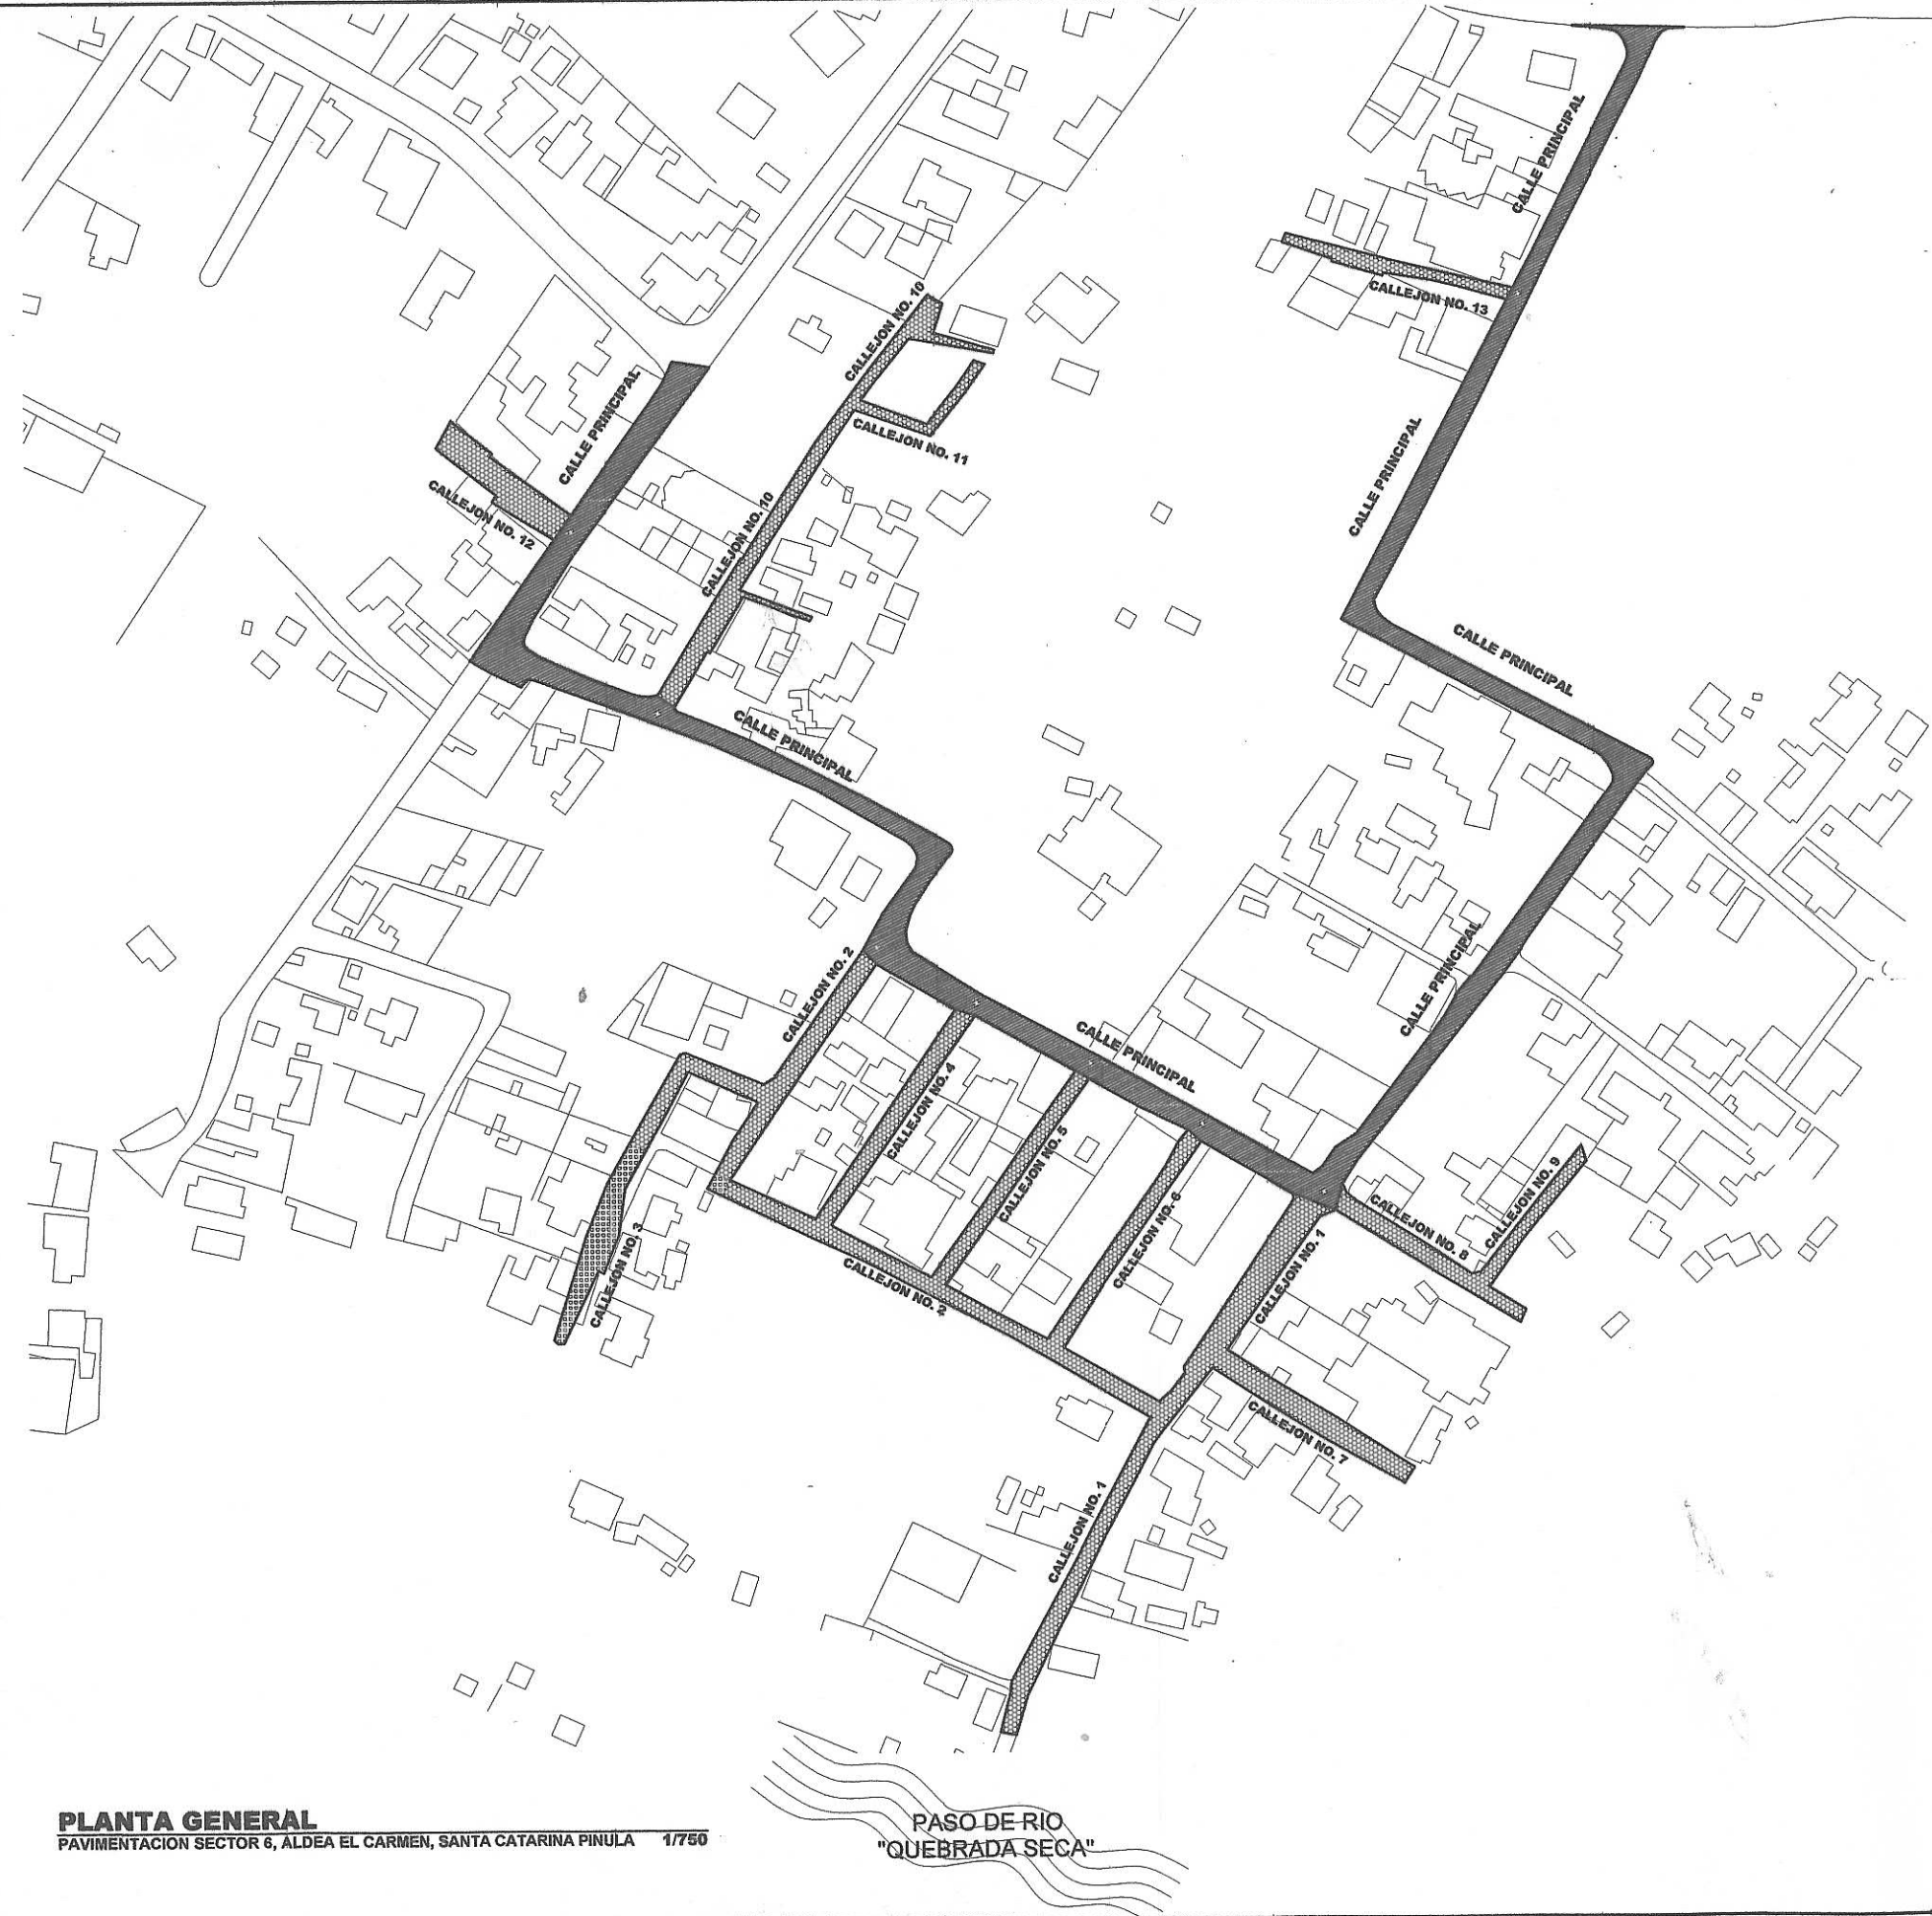 CALLE PRINCIPAL
CALLEJON NO. 13
CALLEJON NO. 10
CALLE PRINCIPAL
CALLEJON NO. 11
CALLE PRINCIPAL
CALLEJON NO. 12
CALLEJON NO. 10
CALLE PRINCIPAL
CALLE PRINCIPAL
CALLEJON NO. 2
CALLE PRINCIPAL
CALLE PRINCIPAL
CALLEJON NO. 4
CALLEJON NO. 5
CALLEJON NO. 6
CALLEJON NO. 9
CALLEJON NO. 8
CALLEJON NO. 3
CALLEJON NO. 2
CALLEJON NO. 1
CALLEJON NO. 7
CALLEJON NO. 1
PLANTA GENERAL
PAVIMENTACION SECTOR 6, ALDEA EL CARMEN, SANTA CATARINA PINULA 1/750
PASO DE RIO
"QUEBRADA SECA"